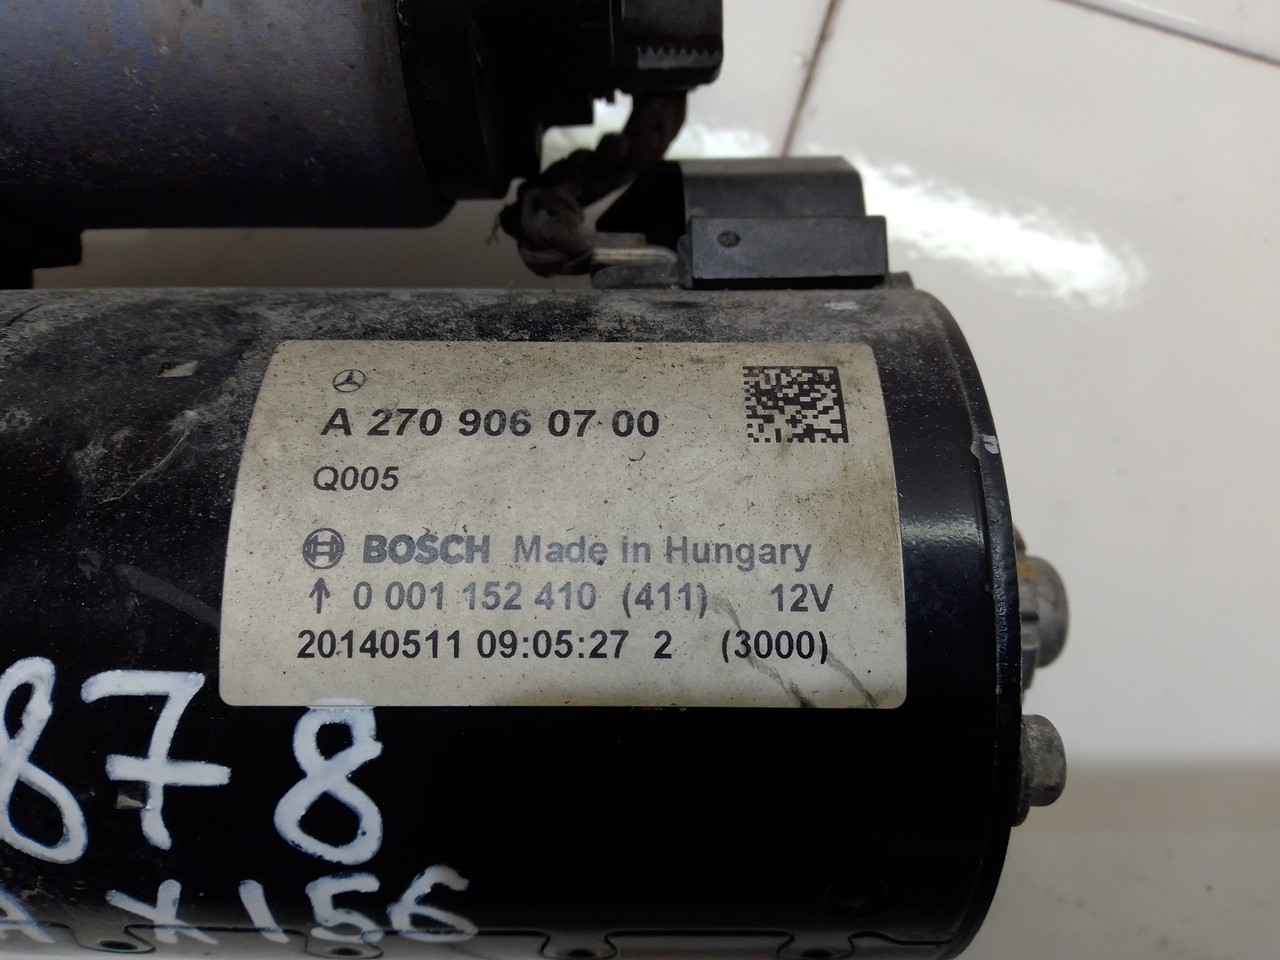 A 270 906 07 00
Q005
BOSCH Made in Hungary
↑ 0 001 152 410 (411) 12V
20140511 09:05:27 2 (3000)
878
X156